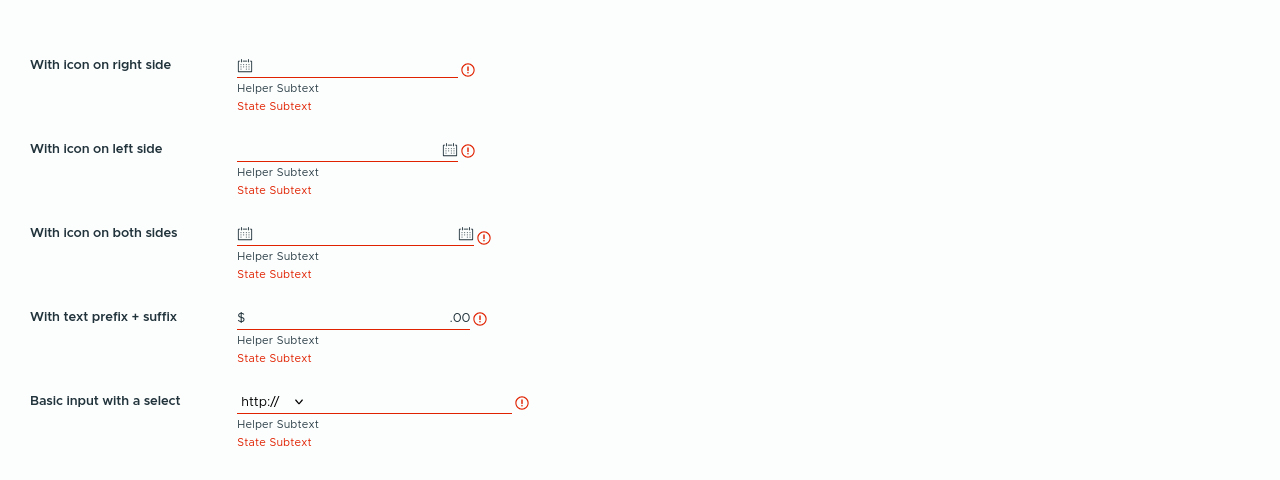 With icon on right side
Helper Subtext
State Subtext
With icon on left side
Helper Subtext
State Subtext
With icon on both sides
Helper Subtext
State Subtext
With text prefix + suffix $ .00
Helper Subtext
State Subtext
Basic input with a select http://
Helper Subtext
State Subtext